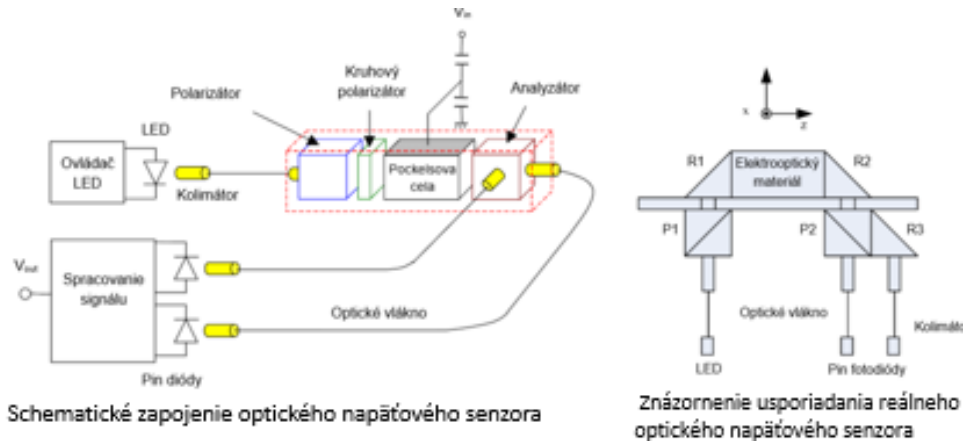 Vin
Kruhový
polarizátor
Polarizátor
Analyzátor
LED
Ovládač
LED
Pockelsova
cela
Kolimátor
Vout
Spracovanie
signálu
Optické vlákno
Pin diódy
Schematické zapojenie optického napäťového senzora
x
z
R1
Elektrooptický
materiál
R2
P1
P2
R3
Optické vlákno
Kolimáto
LED
Pin fotodiódy
Znázornenie usporiadania reálneho
optického napäťového senzora